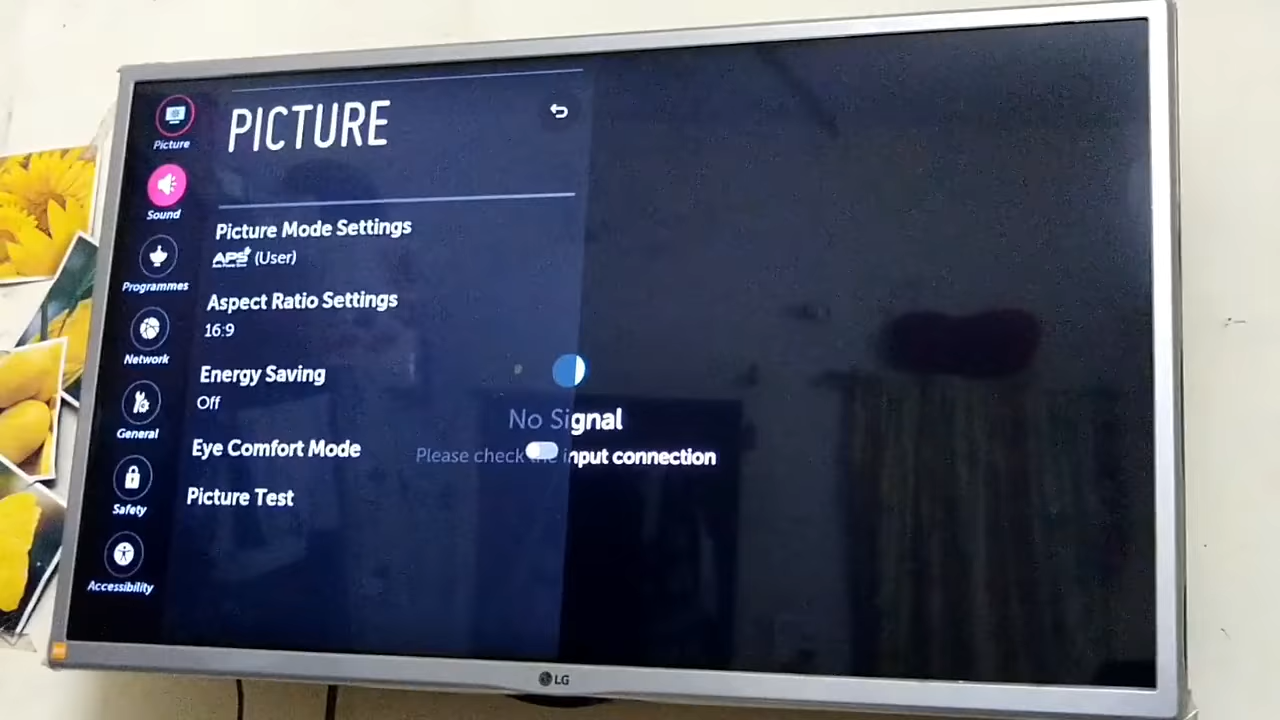 Picture
Sound
Programmes
Network
General
Safety
Accessibility
PICTURE
Picture Mode Settings
APS+ (User)
Aspect Ratio Settings
16:9
Energy Saving
Off
Eye Comfort Mode
Picture Test
No Signal
Please check the input connection
LG